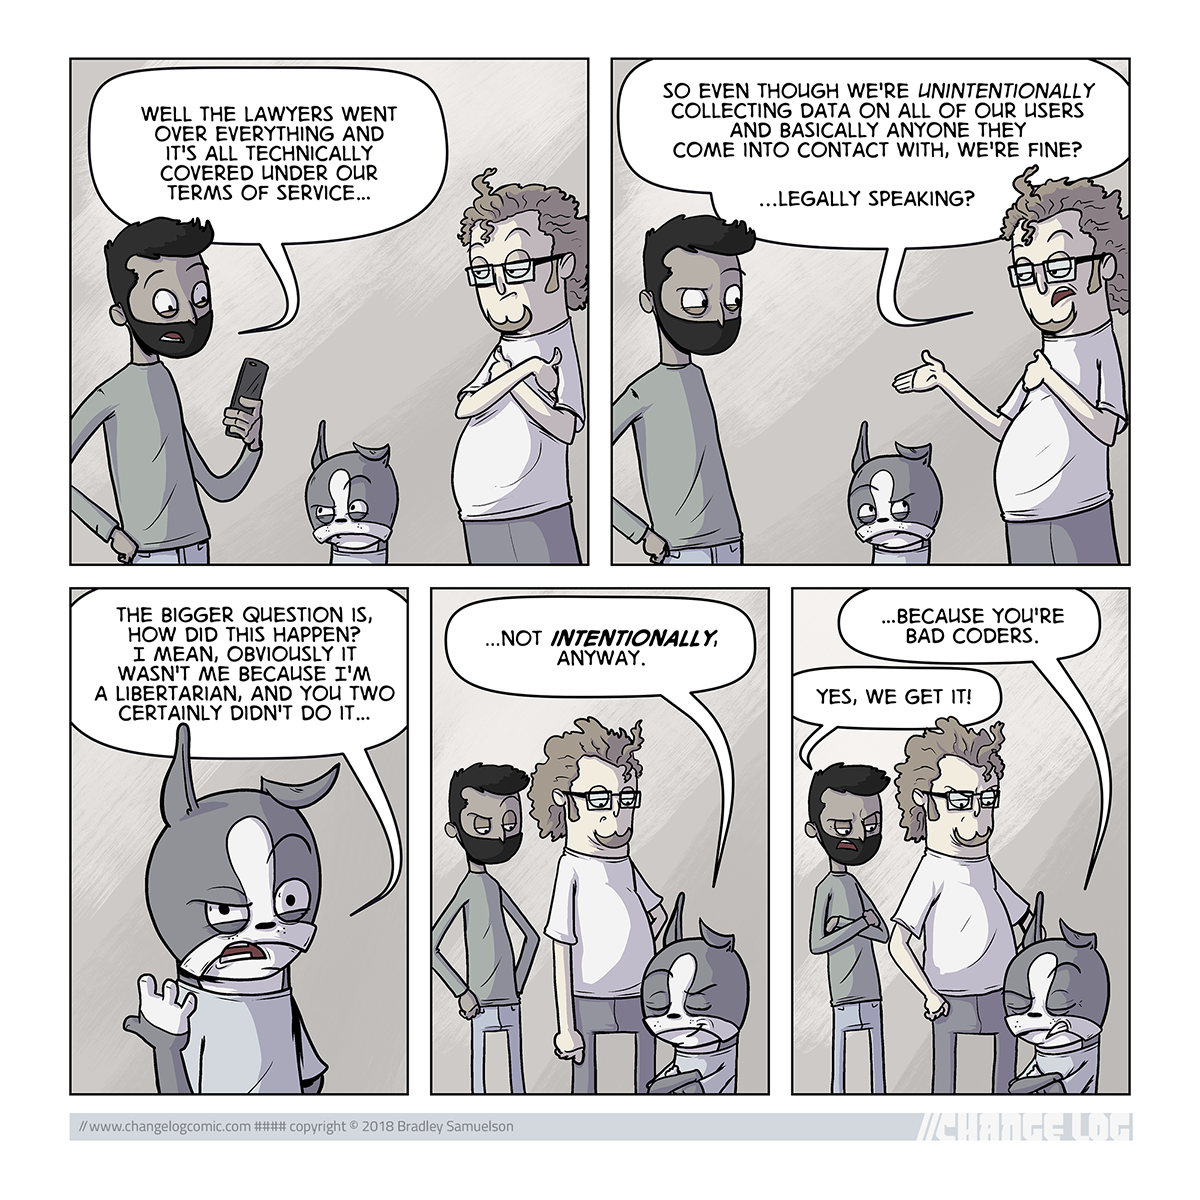 WELL THE LAWYERS WENT
OVER EVERYTHING AND
IT'S ALL TECHNICALLY
COVERED UNDER OUR
TERMS OF SERVICE...
SO EVEN THOUGH WE'RE UNINTENTIONALLY
COLLECTING DATA ON ALL OF OUR USERS
AND BASICALLY ANYONE THEY
COME INTO CONTACT WITH, WE'RE FINE?
...LEGALLY SPEAKING?
THE BIGGER QUESTION IS,
HOW DID THIS HAPPEN?
I MEAN, OBVIOUSLY IT
WASN'T ME BECAUSE I'M
A LIBERTARIAN, AND YOU TWO
CERTAINLY DIDN'T DO IT...
...NOT INTENTIONALLY,
ANYWAY.
...BECAUSE YOU'RE
BAD CODERS.
YES, WE GET IT!
// www.changelogcomic.com #### copyright © 2018 Bradley Samuelson
//CHANGE LOG